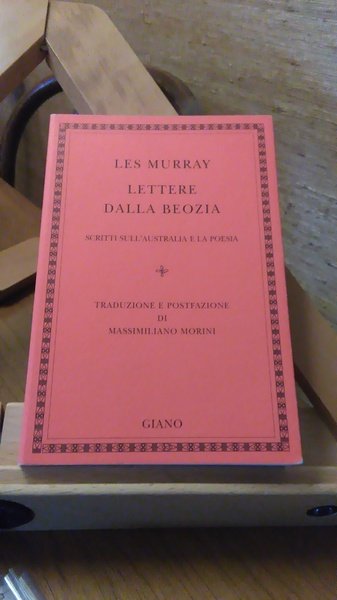 LES MURRAY
LETTERE
DALLA BEOZIA
SCRITTI SULL'AUSTRALIA E LA POESIA
TRADUZIONE E POSTFAZIONE
DI
MASSIMILIANO MORINI
GIANO